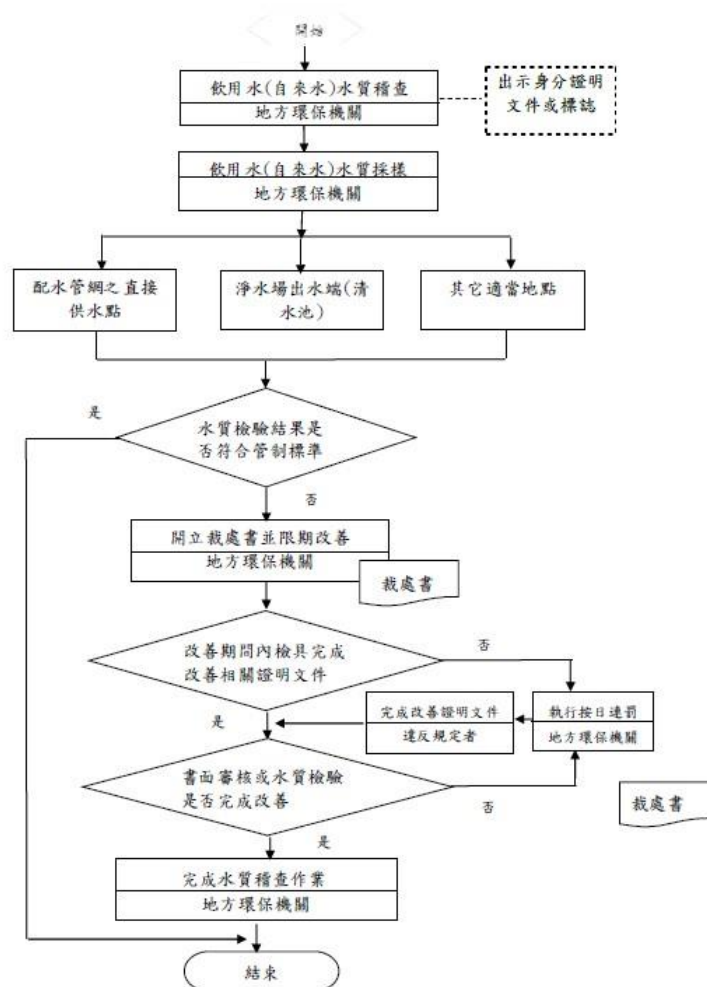 開始
飲用水(自來水)水質稽查
地方環保機關
出示身分證明
文件或標誌
飲用水(自來水)水質採樣
地方環保機關
配水管網之直接
供水點
淨水場出水端(清
水池)
其它適當地點
是
水質檢驗結果是
否符合管制標準
否
開立裁處書並限期改善
地方環保機關
裁處書
改善期間內檢具完成
改善相關證明文件
否
是
完成改善證明文件
違反規定者
執行按日連罰
地方環保機關
書面審核或水質檢驗
是否完成改善
否
裁處書
是
完成水質稽查作業
地方環保機關
結束